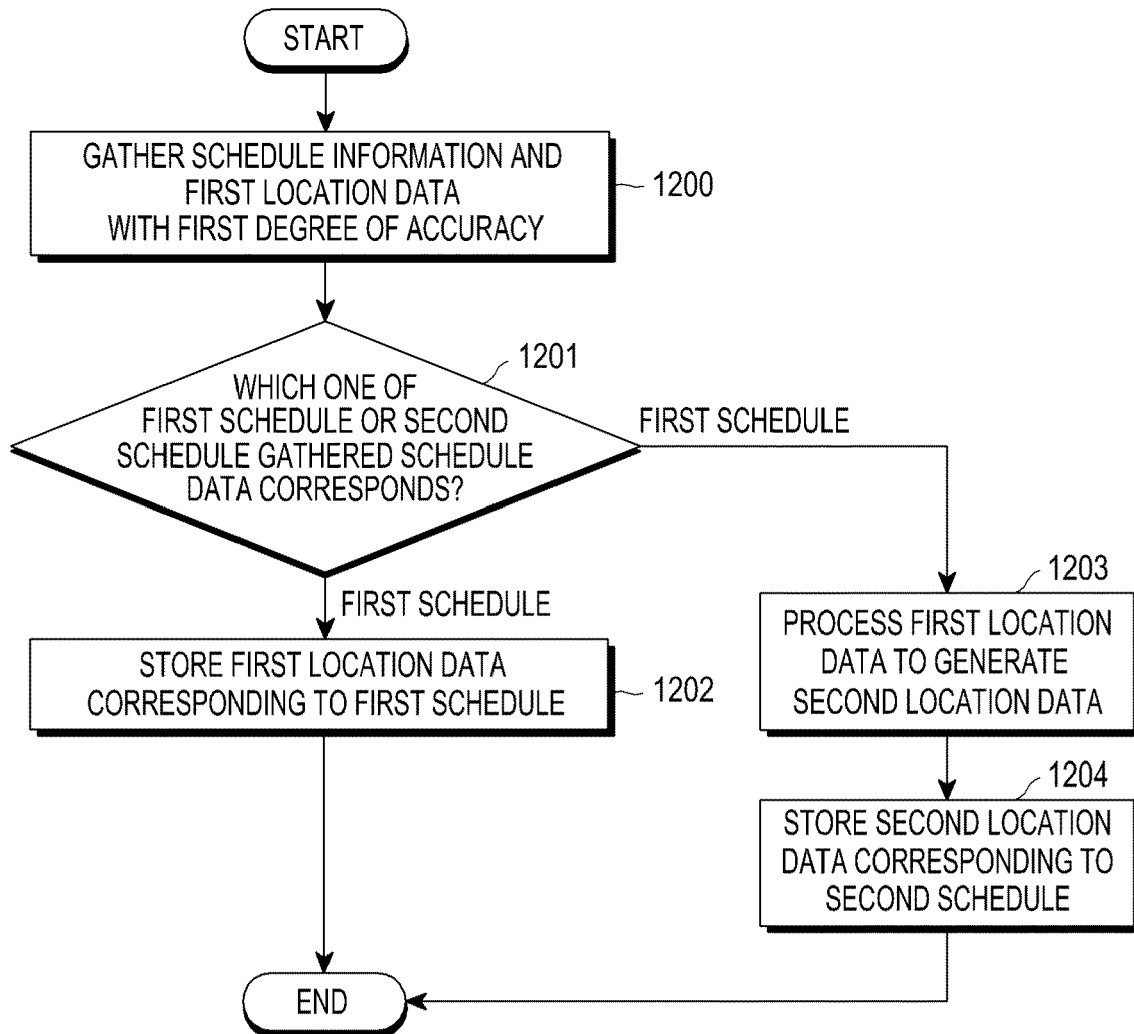 START
GATHER SCHEDULE INFORMATION AND
FIRST LOCATION DATA
WITH FIRST DEGREE OF ACCURACY
1200
1201
WHICH ONE OF
FIRST SCHEDULE OR SECOND
SCHEDULE GATHERED SCHEDULE
DATA CORRESPONDS?
FIRST SCHEDULE
FIRST SCHEDULE
STORE FIRST LOCATION DATA
CORRESPONDING TO FIRST SCHEDULE
1202
1203
PROCESS FIRST LOCATION
DATA TO GENERATE
SECOND LOCATION DATA
1204
STORE SECOND LOCATION
DATA CORRESPONDING TO
SECOND SCHEDULE
END